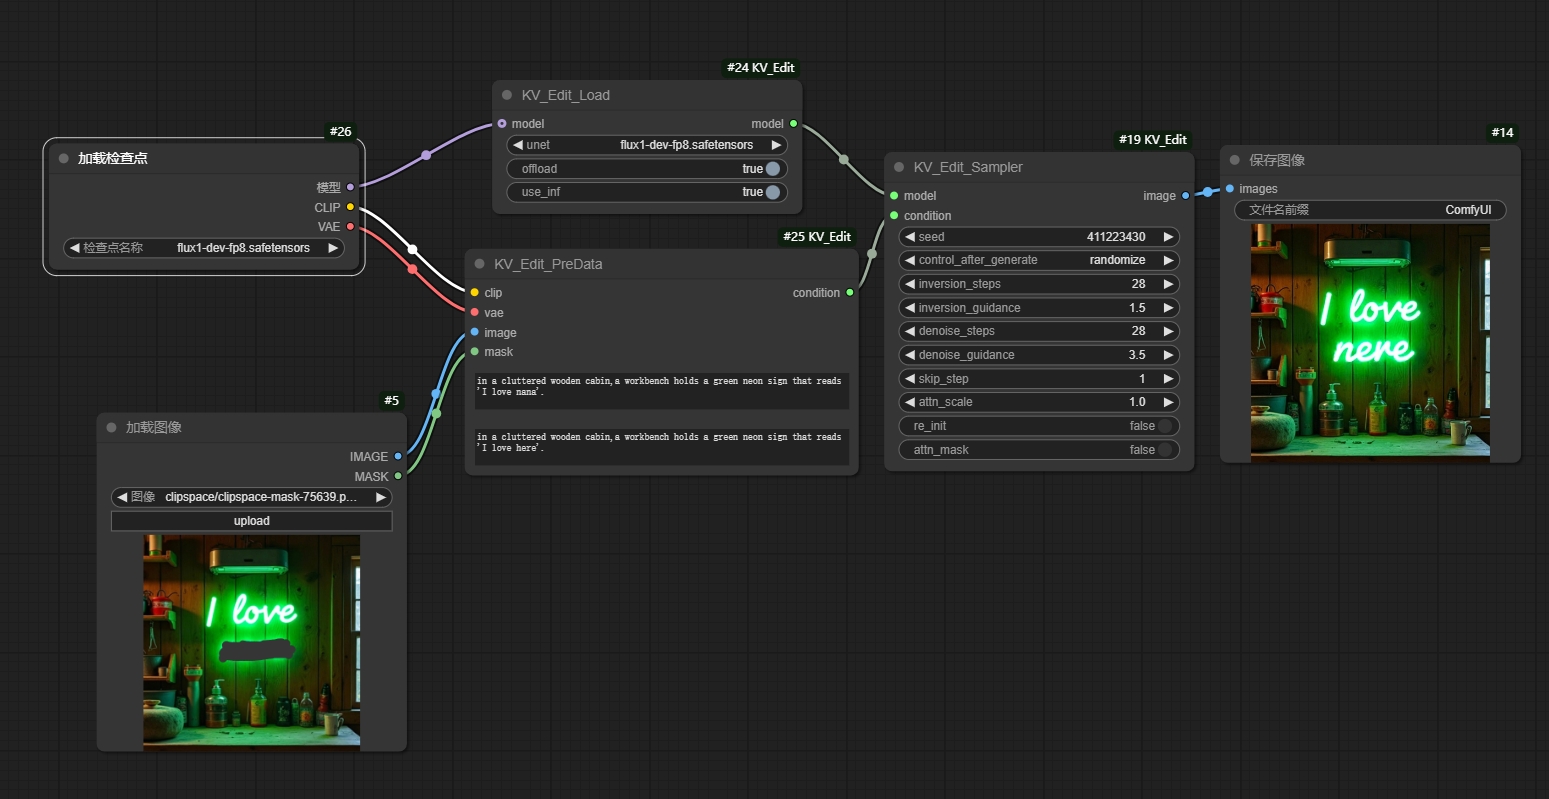 #26
加载检查点
模型
CLIP
VAE
检查点名称 flux1-dev-fp8.safetensors
#5
加载图像
IMAGE
MASK
图像 clipspace/clipspace-mask-75639.p...
upload
I love
#24 KV_Edit
KV_Edit_Load
model model
unet flux1-dev-fp8.safetensors
offload true
use_inf true
#25 KV_Edit
KV_Edit_PreData
clip condition
vae
image
mask
in a cluttered wooden cabin,a workbench holds a green neon sign that reads
'I love nana'.
in a cluttered wooden cabin,a workbench holds a green neon sign that reads
'I love here'.
#19 KV_Edit
KV_Edit_Sampler
model image
condition
seed 411223430
control_after_generate randomize
inversion_steps 28
inversion_guidance 1.5
denoise_steps 28
denoise_guidance 3.5
skip_step 1
attn_scale 1.0
re_init false
attn_mask false
#14
保存图像
images
文件名前缀 ComfyUI
I love
nere